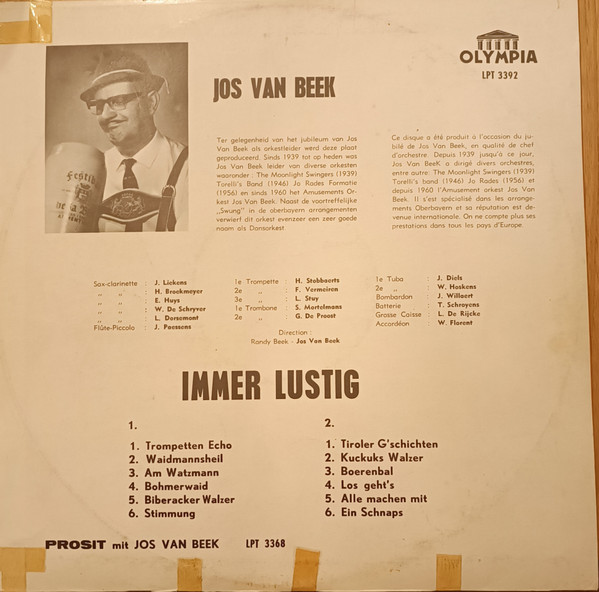 OLYMPIA
LPT 3392
JOS VAN BEEK
Ter gelegenheid van het jubileum van Jos
Van Beek als orkestleider werd deze plaat
geproduceerd. Sinds 1939 tot op heden was
Jos Van Beek leider van diverse orkesten
waaronder : The Moonlight Swingers (1939)
Torelli's Band (1946) Jo Rades Formatie
(1956) en sinds 1960 het Amusements Or-
kest Jos Van Beek. Naast de voortreffelijke
„Swung" in de oberbayern arrangementen
verwierf dit orkest evenzeer een zeer goede
naam als Dansorkest.
Ce disque a été produit à l'occasion du ju-
bilé de Jos Van Beek, en qualité de chef
d'orchestre. Depuis 1939 jusqu'à ce jour,
Jos Van BeeK a dirigé divers orchestres,
entre autre: The Moonlight Swingers (1939)
Torelli's band (1946) Jo Rades (1956) et
depuis 1960 l'Amusement orkest Jos Van
Beek. Il s'est spécialisé dans les arrange-
ments Oberbayern et sa réputation est de-
venue internationale. On ne compte plus ses
prestations dans tous les pays d'Europe.
Festib
Sax-clarinette : J. Liekens
„ „ : H. Brockmeyer
„ „ : E. Huys
„ „ : W. De Schryver
„ „ : L. Dorsemont
Flûte-Piccolo : J. Paessens
1e Trompette : H. Stobbaerts
2e „ : F. Vermeiren
3e „ : L. Stuy
1e Trombone : S. Mortelmans
2e „ : G. De Proost
1e Tuba : J. Diels
2e „ : W. Hoskens
Bombardon : J. Willaert
Batterie : T. Schroyens
Grosse Caisse : L. De Rijcke
Accordéon : W. Florent
Direction :
Randy Beek - Jos Van Beek
IMMER LUSTIG
1.
1. Trompetten Echo
2. Waidmannsheil
3. Am Watzmann
4. Bohmerwaid
5. Biberacker Walzer
6. Stimmung
2.
1. Tiroler G'schichten
2. Kuckuks Walzer
3. Boerenbal
4. Los geht's
5. Alle machen mit
6. Ein Schnaps
PROSIT mit JOS VAN BEEK LPT 3368